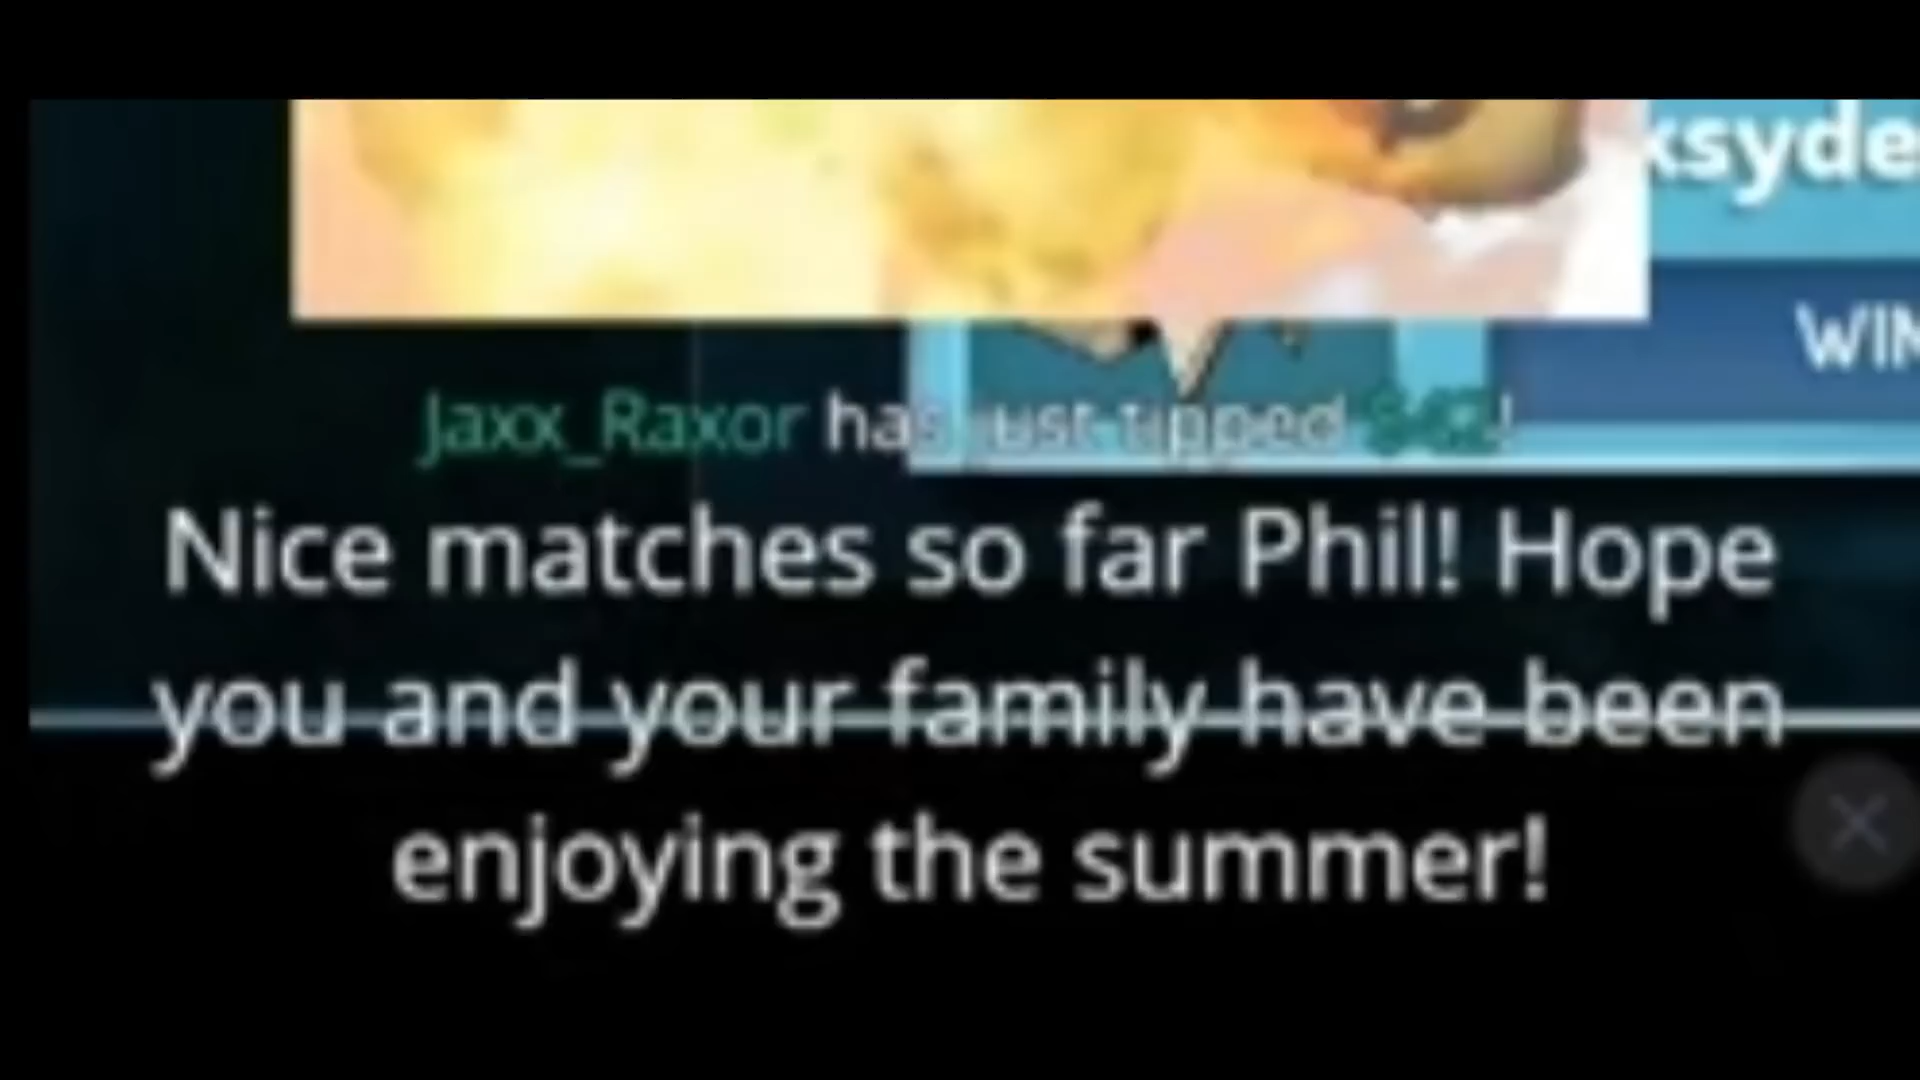 ksyde
WIN
Jaxx_Raxor has just tipped
Nice matches so far Phil! Hope
you and your family have been
enjoying the summer!